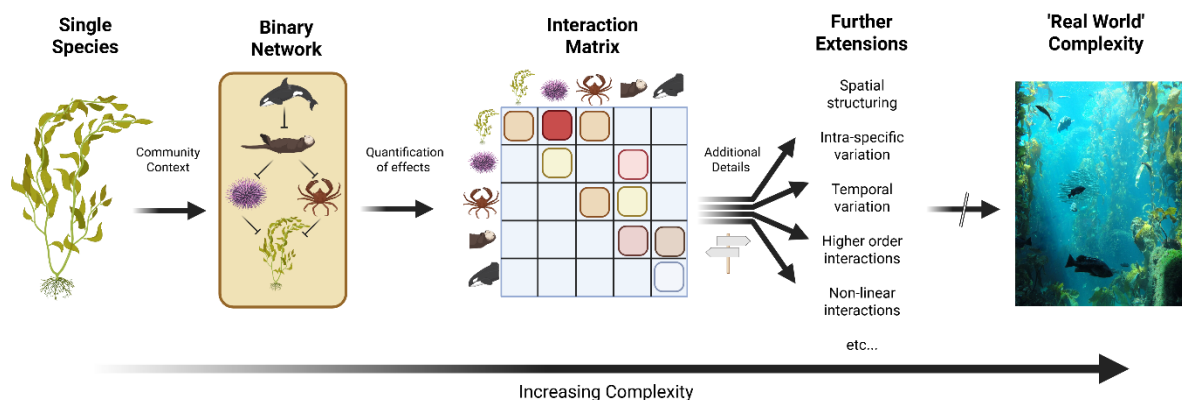 Single
Species
Binary
Network
Interaction
Matrix
Further
Extensions
'Real World'
Complexity
Community
Context
Quantification
of effects
Additional
Details
Spatial
structuring
Intra-specific
variation
Temporal
variation
Higher order
interactions
Non-linear
interactions
etc...
Increasing Complexity